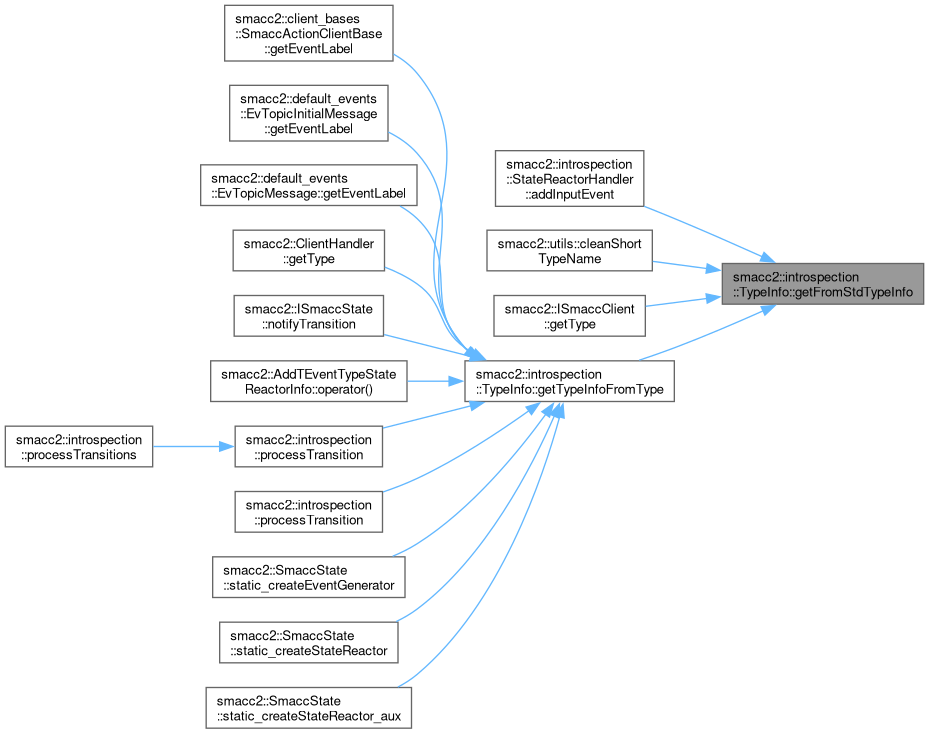 smacc2::client_bases
::SmaccActionClientBase
::getEventLabel
smacc2::default_events
::EvTopicInitialMessage
::getEventLabel
smacc2::default_events
::EvTopicMessage::getEventLabel
smacc2::ClientHandler
::getType
smacc2::ISmaccState
::notifyTransition
smacc2::AddTEventTypeState
ReactorInfo::operator()
smacc2::introspection
::processTransitions
smacc2::introspection
::processTransition
smacc2::introspection
::processTransition
smacc2::SmaccState
::static_createEventGenerator
smacc2::SmaccState
::static_createStateReactor
smacc2::SmaccState
::static_createStateReactor_aux
smacc2::introspection
::StateReactorHandler
::addInputEvent
smacc2::utils::cleanShort
TypeName
smacc2::ISmaccClient
::getType
smacc2::introspection
::TypeInfo::getTypeInfoFromType
smacc2::introspection
::TypeInfo::getFromStdTypeInfo